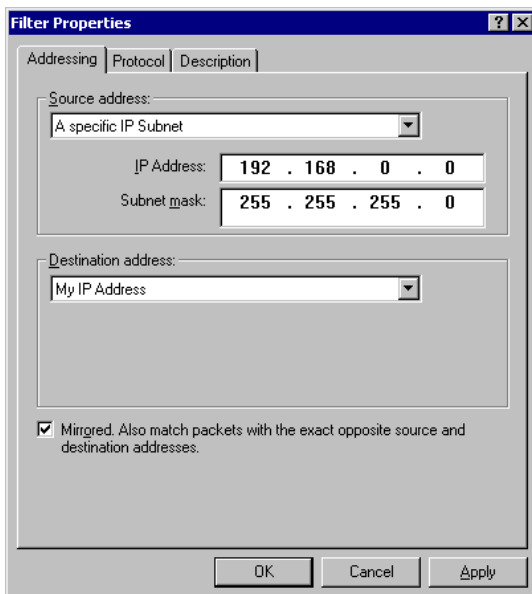 Filter Properties
Addressing Protocol Description
Source address:
A specific IP Subnet
IP Address: 192 . 168 . 0 . 0
Subnet mask: 255 . 255 . 255 . 0
Destination address:
My IP Address
Mirrored. Also match packets with the exact opposite source and
destination addresses.
OK Cancel Apply